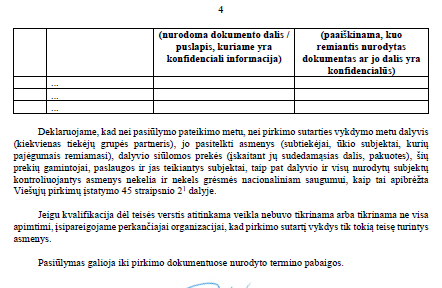 4
(nurodoma dokumento dalis /
puslapis, kuriame yra
konfidenciali informacija)
(paaiškinama, kuo
remiantis nurodytas
dokumentas ar jo dalis yra
konfidencialūs)
...
...
...
Deklaruojame, kad nei pasiūlymo pateikimo metu, nei pirkimo sutarties vykdymo metu dalyvis
(kiekvienas tiekėjų grupės partneris), jo pasitelkti asmenys (subtiekėjai, ūkio subjektai, kurių
pajėgumais remiamasi), dalyvio siūlomos prekės (įskaitant jų sudedamąsias dalis, pakuotes), šių
prekių gamintojai, paslaugos ir jas teikiantys subjektai, taip pat dalyvio ir visų nurodytų subjektų
kontroliuojantys asmenys nekelia ir nekels grėsmės nacionaliniam saugumui, kaip tai apibrėžta
Viešųjų pirkimų įstatymo 45 straipsnio 2¹ dalyje.
Jeigu kvalifikacija dėl teisės verstis atitinkama veikla nebuvo tikrinama arba tikrinama ne visa
apimtimi, įsipareigojame perkančiajai organizacijai, kad pirkimo sutartį vykdys tik tokią teisę turintys
asmenys.
Pasiūlymas galioja iki pirkimo dokumentuose nurodyto termino pabaigos.